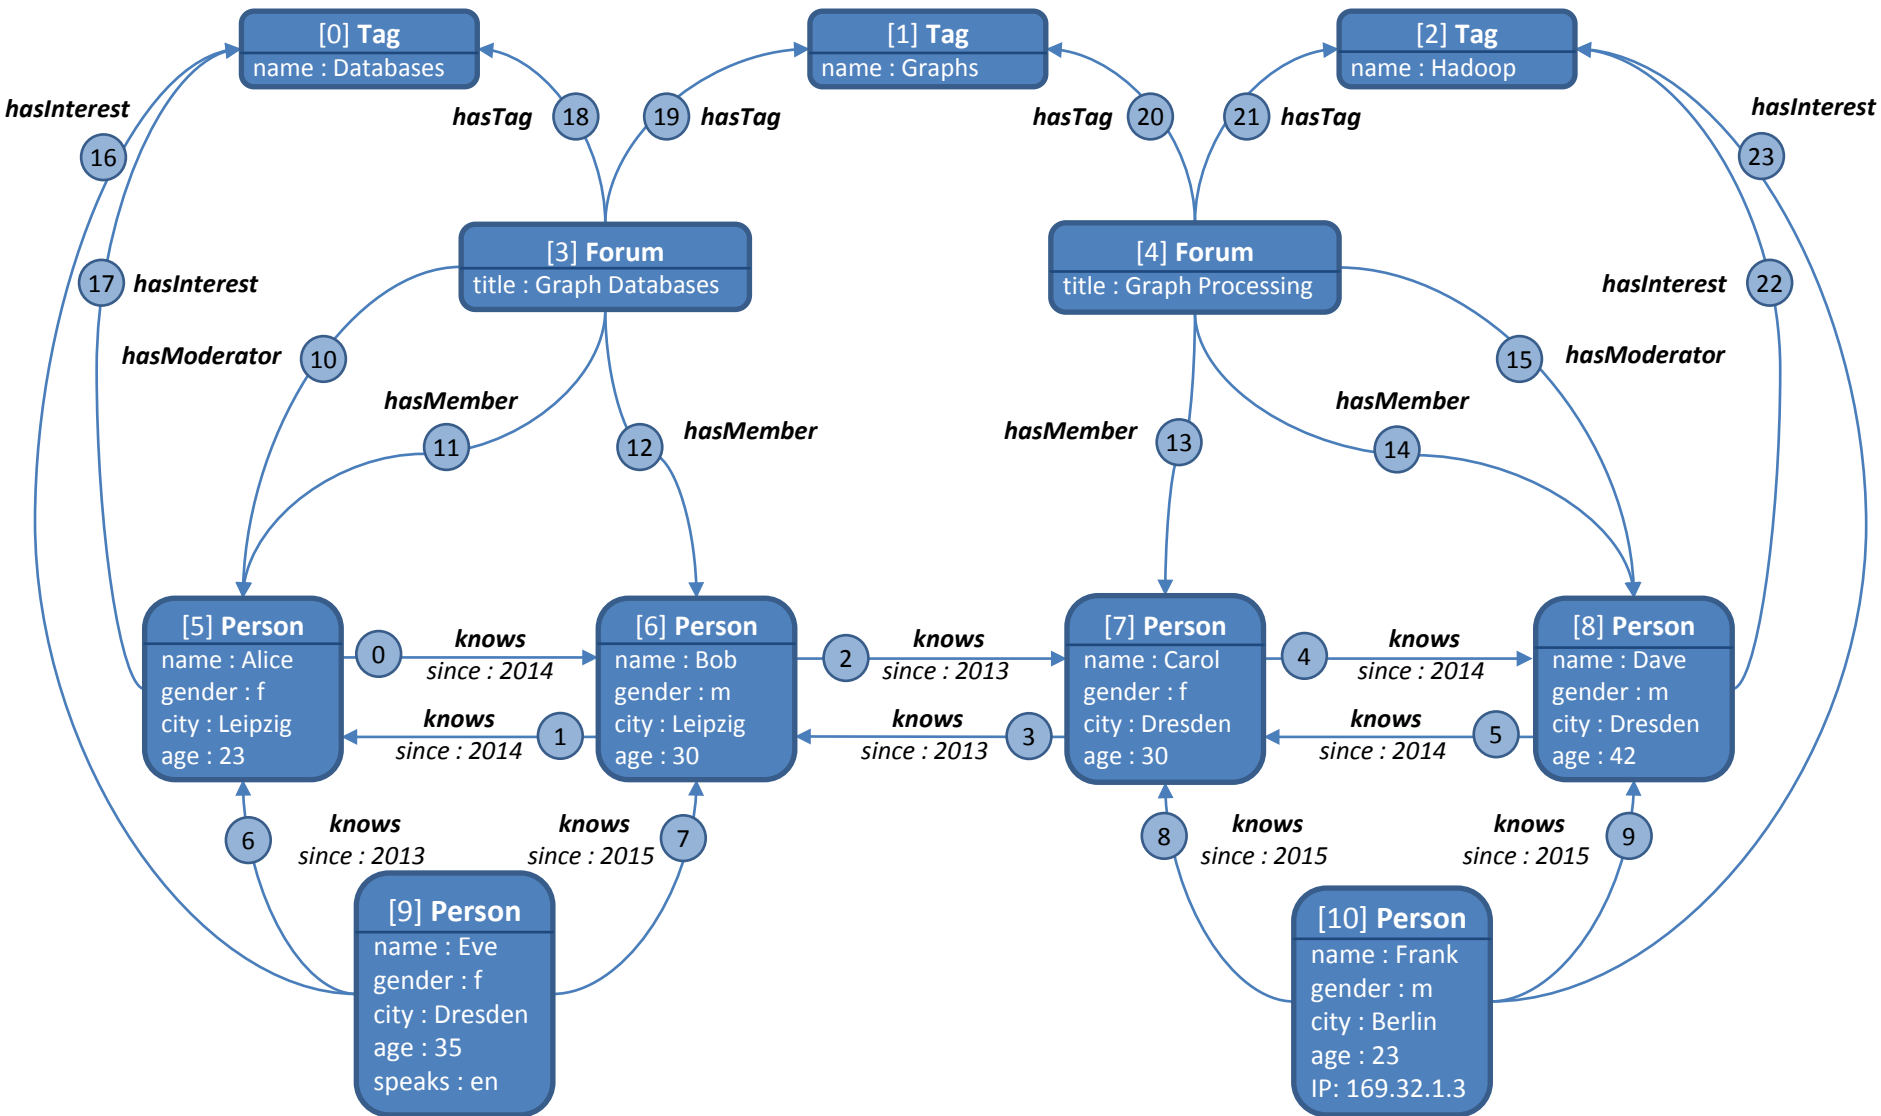 [0] Tag
name : Databases
[1] Tag
name : Graphs
[2] Tag
name : Hadoop
hasInterest
16
hasTag
18
19
hasTag
hasTag
20
21
hasTag
hasInterest
23
[3] Forum
title : Graph Databases
[4] Forum
title : Graph Processing
17
hasInterest
hasInterest
22
hasModerator
10
15
hasModerator
hasMember
11
12
hasMember
hasMember
13
hasMember
14
[5] Person
name : Alice
gender : f
city : Leipzig
age : 23
0
knows
since : 2014
knows
since : 2014
1
[6] Person
name : Bob
gender : m
city : Leipzig
age : 30
2
knows
since : 2013
knows
since : 2013
3
[7] Person
name : Carol
gender : f
city : Dresden
age : 30
4
knows
since : 2014
knows
since : 2014
5
[8] Person
name : Dave
gender : m
city : Dresden
age : 42
6
knows
since : 2013
knows
since : 2015
7
8
knows
since : 2015
knows
since : 2015
9
[9] Person
name : Eve
gender : f
city : Dresden
age : 35
speaks : en
[10] Person
name : Frank
gender : m
city : Berlin
age : 23
IP: 169.32.1.3